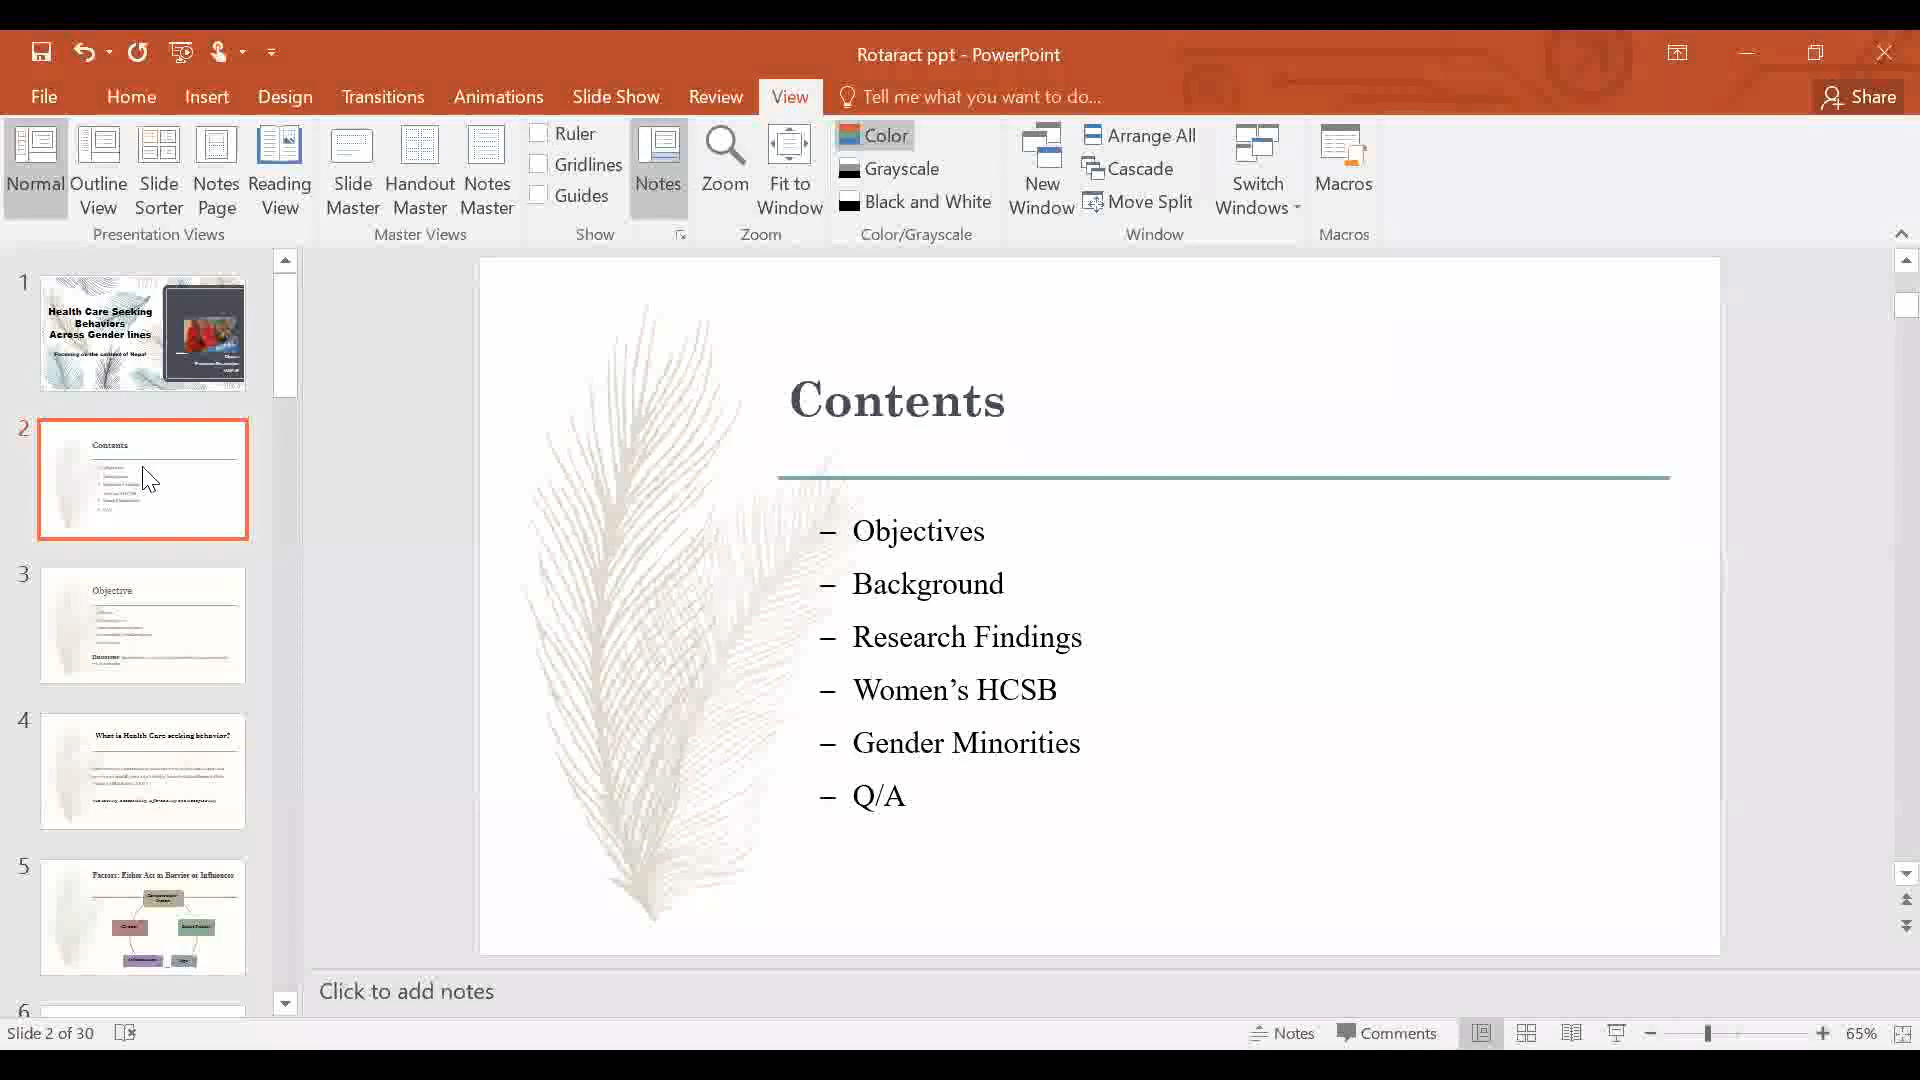 Rotaract ppt - PowerPoint
File Home Insert Design Transitions Animations Slide Show Review View Tell me what you want to do... Share
Normal Outline View Slide Sorter Notes Page Reading View
Presentation Views
Slide Master Handout Master Notes Master
Master Views
Ruler
Gridlines
Guides
Show
Notes
Zoom Fit to Window
Zoom
Color
Grayscale
Black and White
Color/Grayscale
New Window
Arrange All
Cascade
Move Split
Switch Windows
Window
Macros
Macros
1
Health Care Seeking
Behaviors
Across Gender lines
Focusing on the context of Nepal
2
Contents
3
Objective
4
What is Health Care seeking behavior?
5
Factors: Either Act as Barrier or Influences
6
Contents
– Objectives
– Background
– Research Findings
– Women’s HCSB
– Gender Minorities
– Q/A
Click to add notes
Slide 2 of 30
Notes Comments 65%